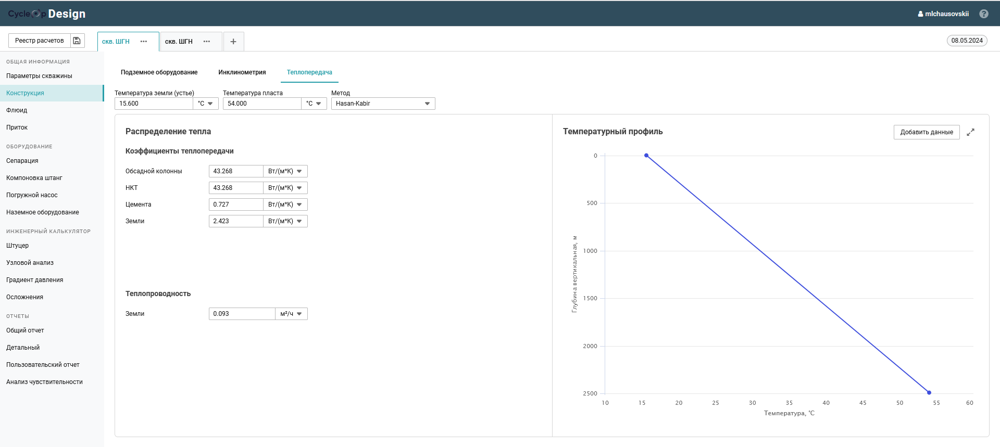 CycleOp Design
mlchausovskii
?
Реестр расчетов
скв. ШГН ···
скв. ШГН ···
+
08.05.2024
ОБЩАЯ ИНФОРМАЦИЯ
Параметры скважины
Конструкция
Флюид
Приток
ОБОРУДОВАНИЕ
Сепарация
Компоновка штанг
Погружной насос
Наземное оборудование
ИНЖЕНЕРНЫЙ КАЛЬКУЛЯТОР
Штуцер
Узловой анализ
Градиент давления
Осложнения
ОТЧЕТЫ
Общий отчет
Детальный
Пользовательский отчет
Анализ чувствительности
Подземное оборудование
Инклинометрия
Теплопередача
Температура земли (устье)
15.600 °C
Температура пласта
54.000 °C
Метод
Hasan-Kabir
Распределение тепла
Коэффициенты теплопередачи
Обсадной колонны 43.268 Вт/(м*К)
НКТ 43.268 Вт/(м*К)
Цемента 0.727 Вт/(м*К)
Земли 2.423 Вт/(м*К)
Теплопроводность
Земли 0.093 м²/ч
Температурный профиль
Добавить данные
Глубина вертикальная, м
0
500
1000
1500
2000
2500
10 15 20 25 30 35 40 45 50 55 60
Температура, °C